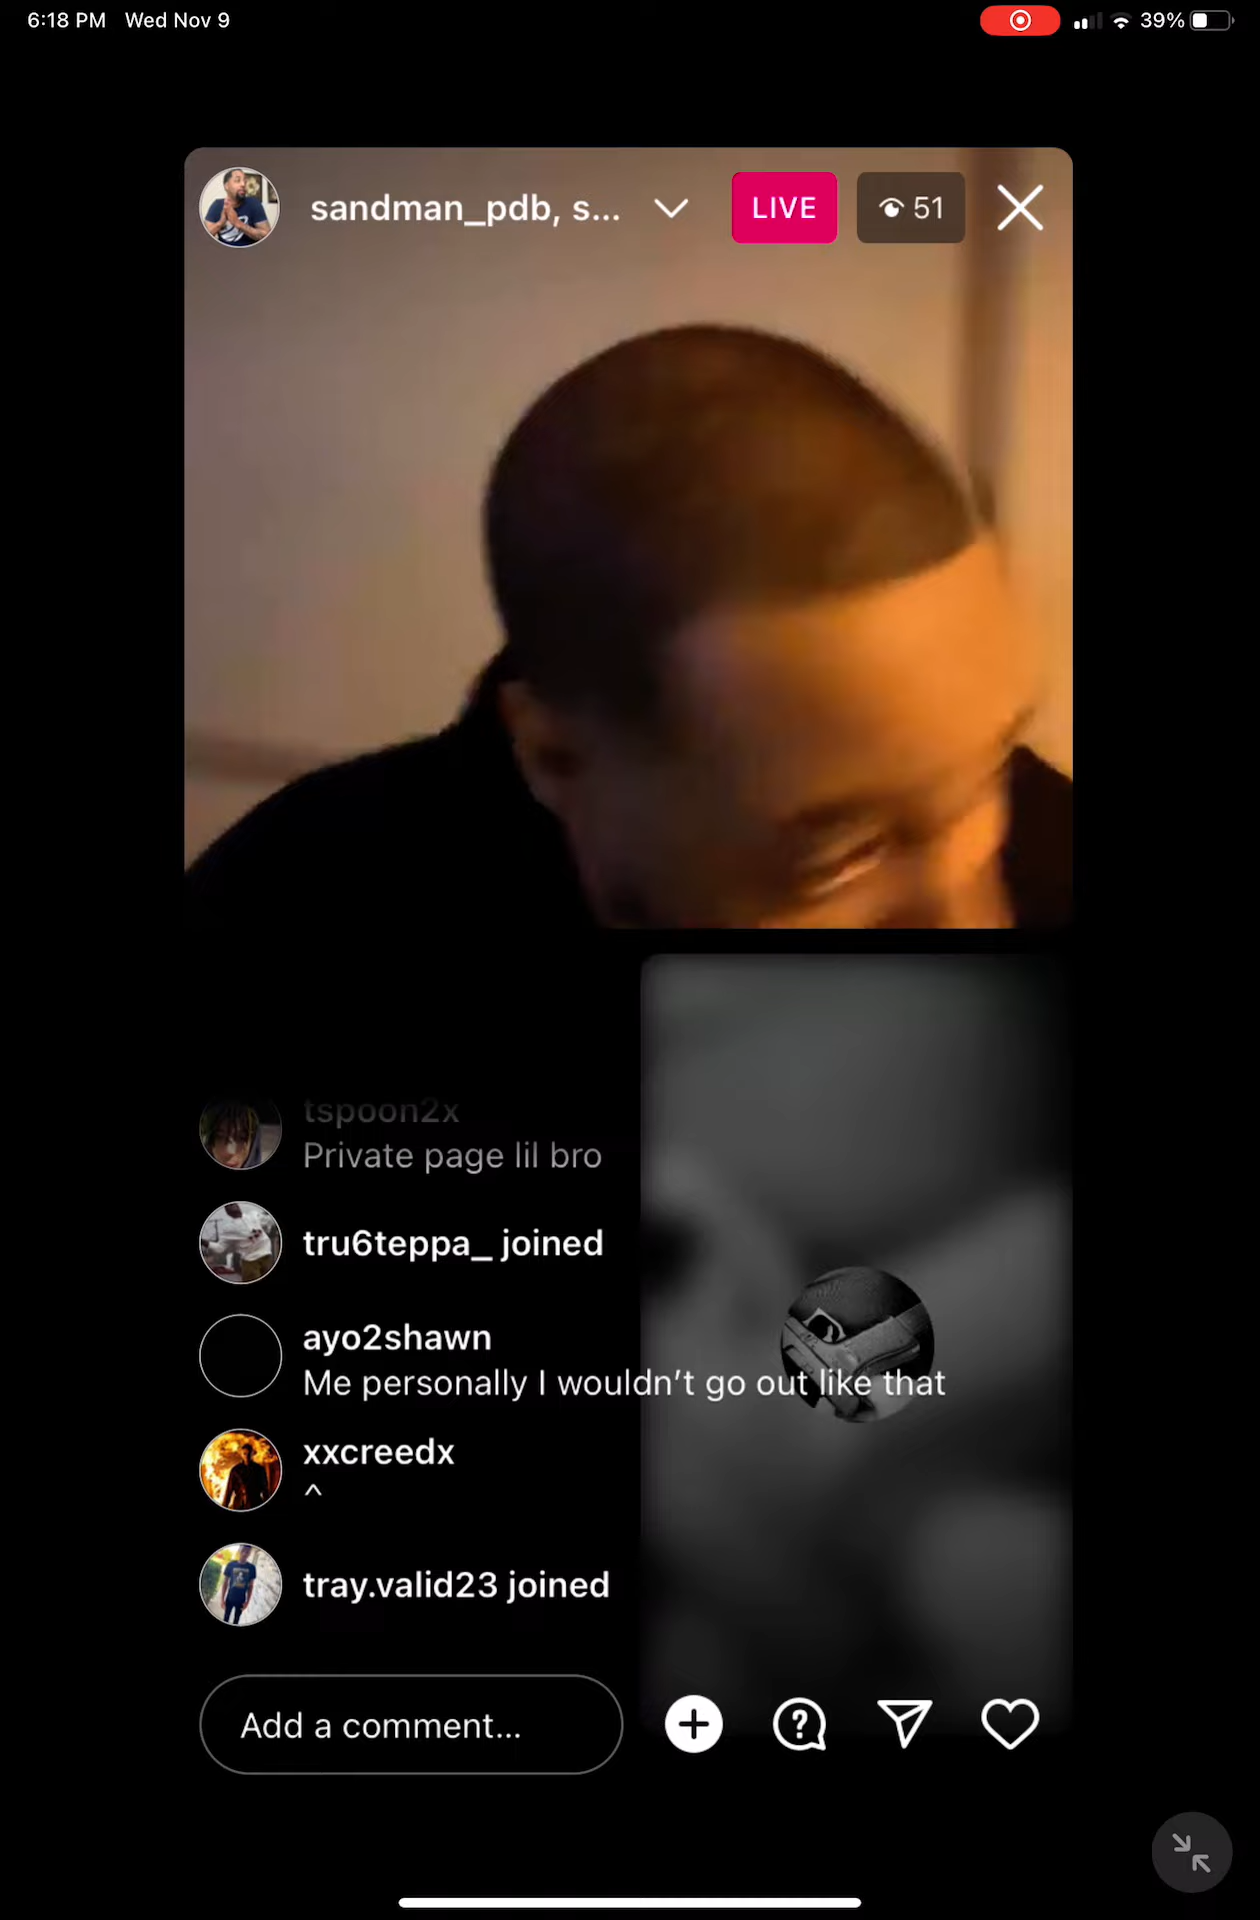 6:18 PM Wed Nov 9
39%
sandman_pdb, s...
LIVE
51
tspoon2x
Private page lil bro
tru6teppa_ joined
ayo2shawn
Me personally I wouldn’t go out like that
xxcreedx
^
tray.valid23 joined
Add a comment...